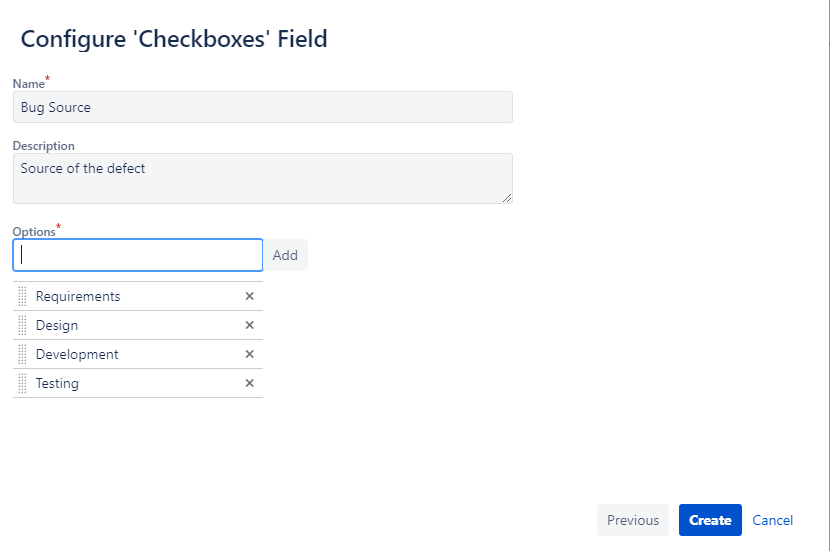 Configure 'Checkboxes' Field
Name*
Bug Source
Description
Source of the defect
Options*
Add
Requirements
Design
Development
Testing
Previous Create Cancel